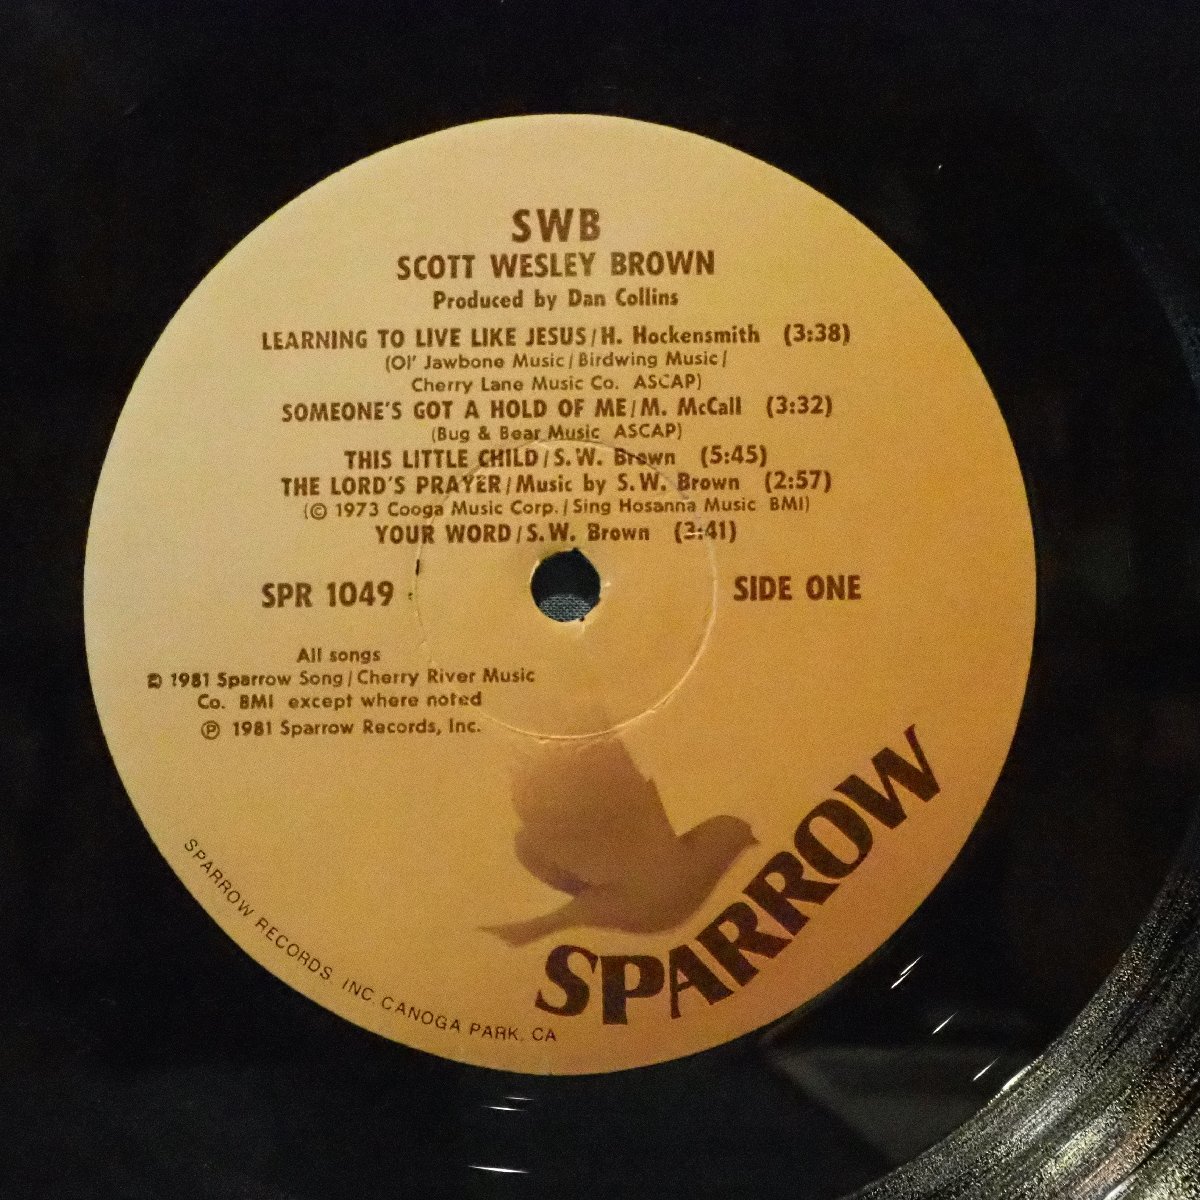 SWB
SCOTT WESLEY BROWN
Produced by Dan Collins
LEARNING TO LIVE LIKE JESUS/H. Hockensmith (3:38)
(Ol' Jawbone Music/Birdwing Music/
Cherry Lane Music Co. ASCAP)
SOMEONE'S GOT A HOLD OF ME/M. McCall (3:32)
(Bug & Bear Music ASCAP)
THIS LITTLE CHILD/S.W. Brown (5:45)
THE LORD'S PRAYER/Music by S.W. Brown (2:57)
(© 1973 Cooga Music Corp./Sing Hosanna Music BMI)
YOUR WORD/S.W. Brown (3:41)
SPR 1049
SIDE ONE
All songs
© 1981 Sparrow Song/Cherry River Music
Co. BMI except where noted
℗ 1981 Sparrow Records, Inc.
SPARROW
SPARROW RECORDS, INC. CANOGA PARK, CA